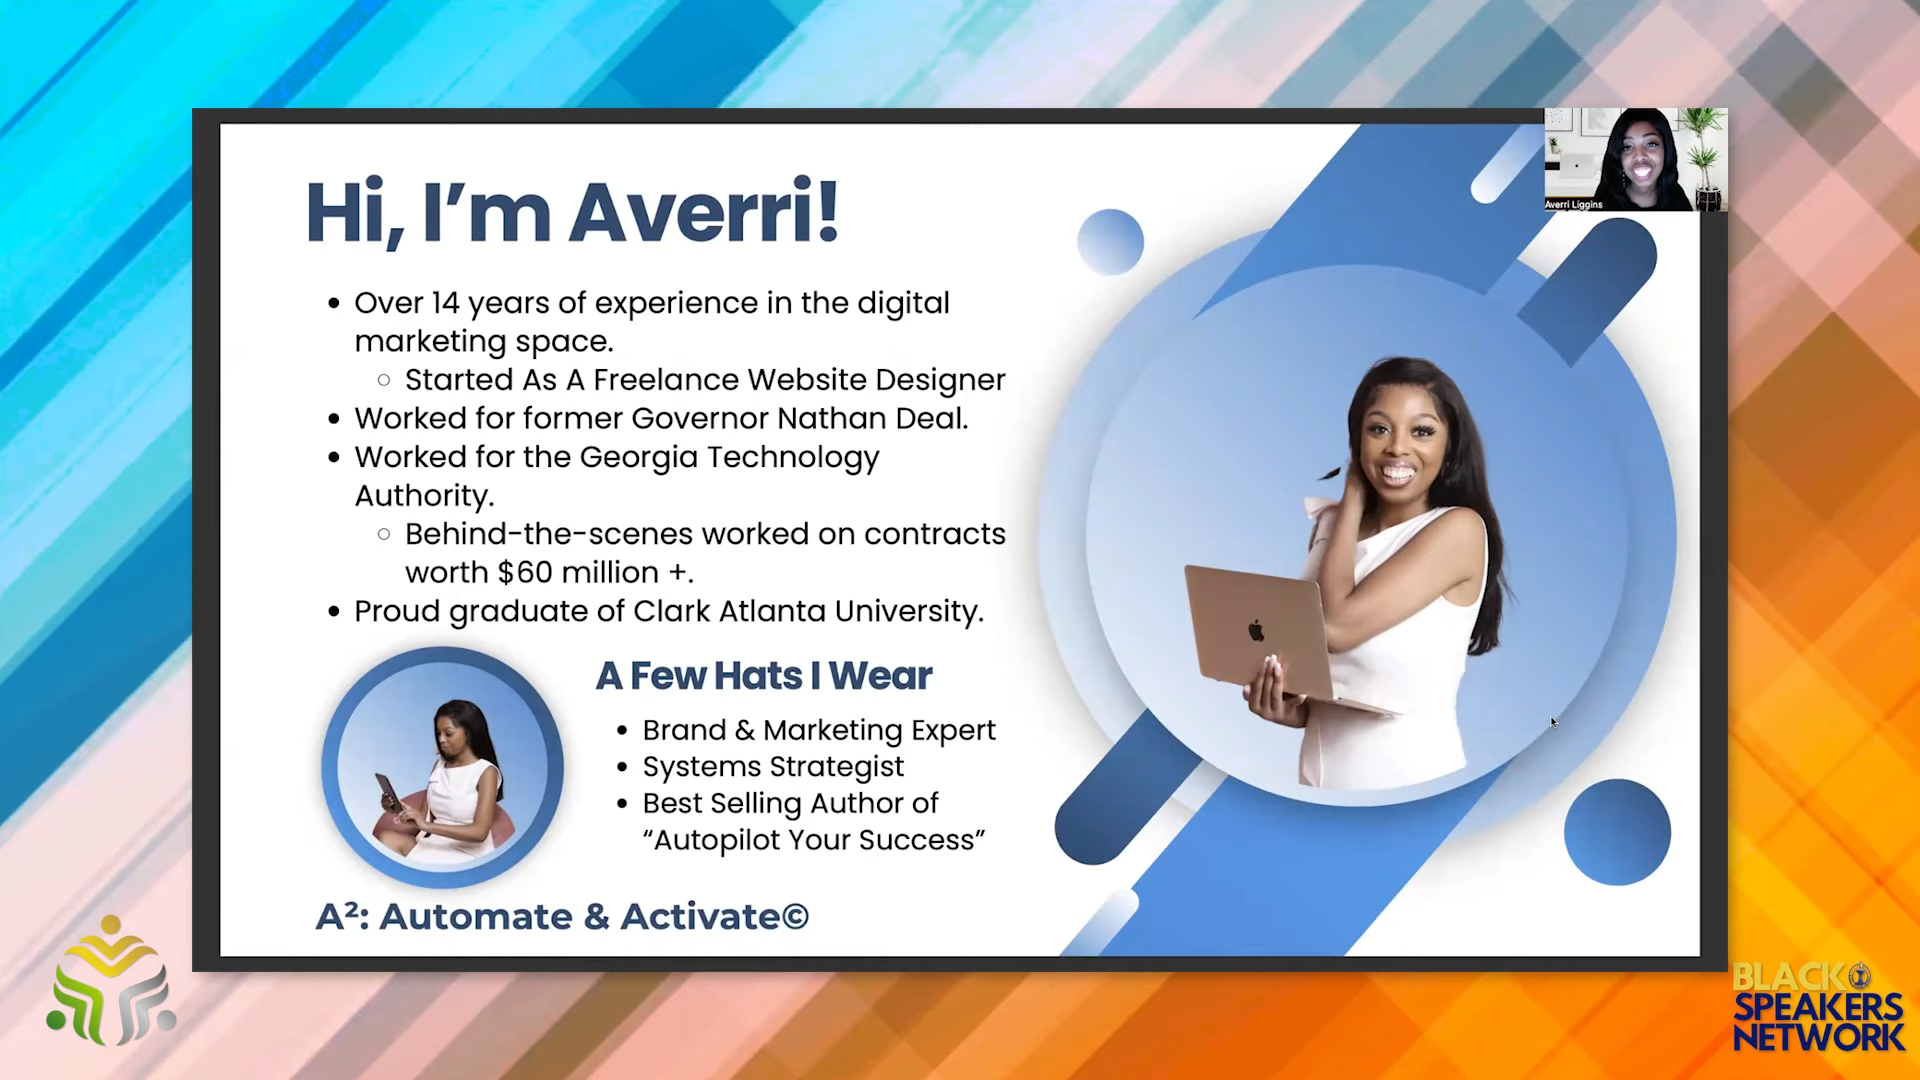 Hi, I'm Averri!
Averri Liggins
• Over 14 years of experience in the digital
marketing space.
○ Started As A Freelance Website Designer
• Worked for former Governor Nathan Deal.
• Worked for the Georgia Technology
Authority.
○ Behind-the-scenes worked on contracts
worth $60 million +.
• Proud graduate of Clark Atlanta University.
A Few Hats I Wear
• Brand & Marketing Expert
• Systems Strategist
• Best Selling Author of
“Autopilot Your Success”
A²: Automate & Activate©
BLACK
SPEAKERS
NETWORK